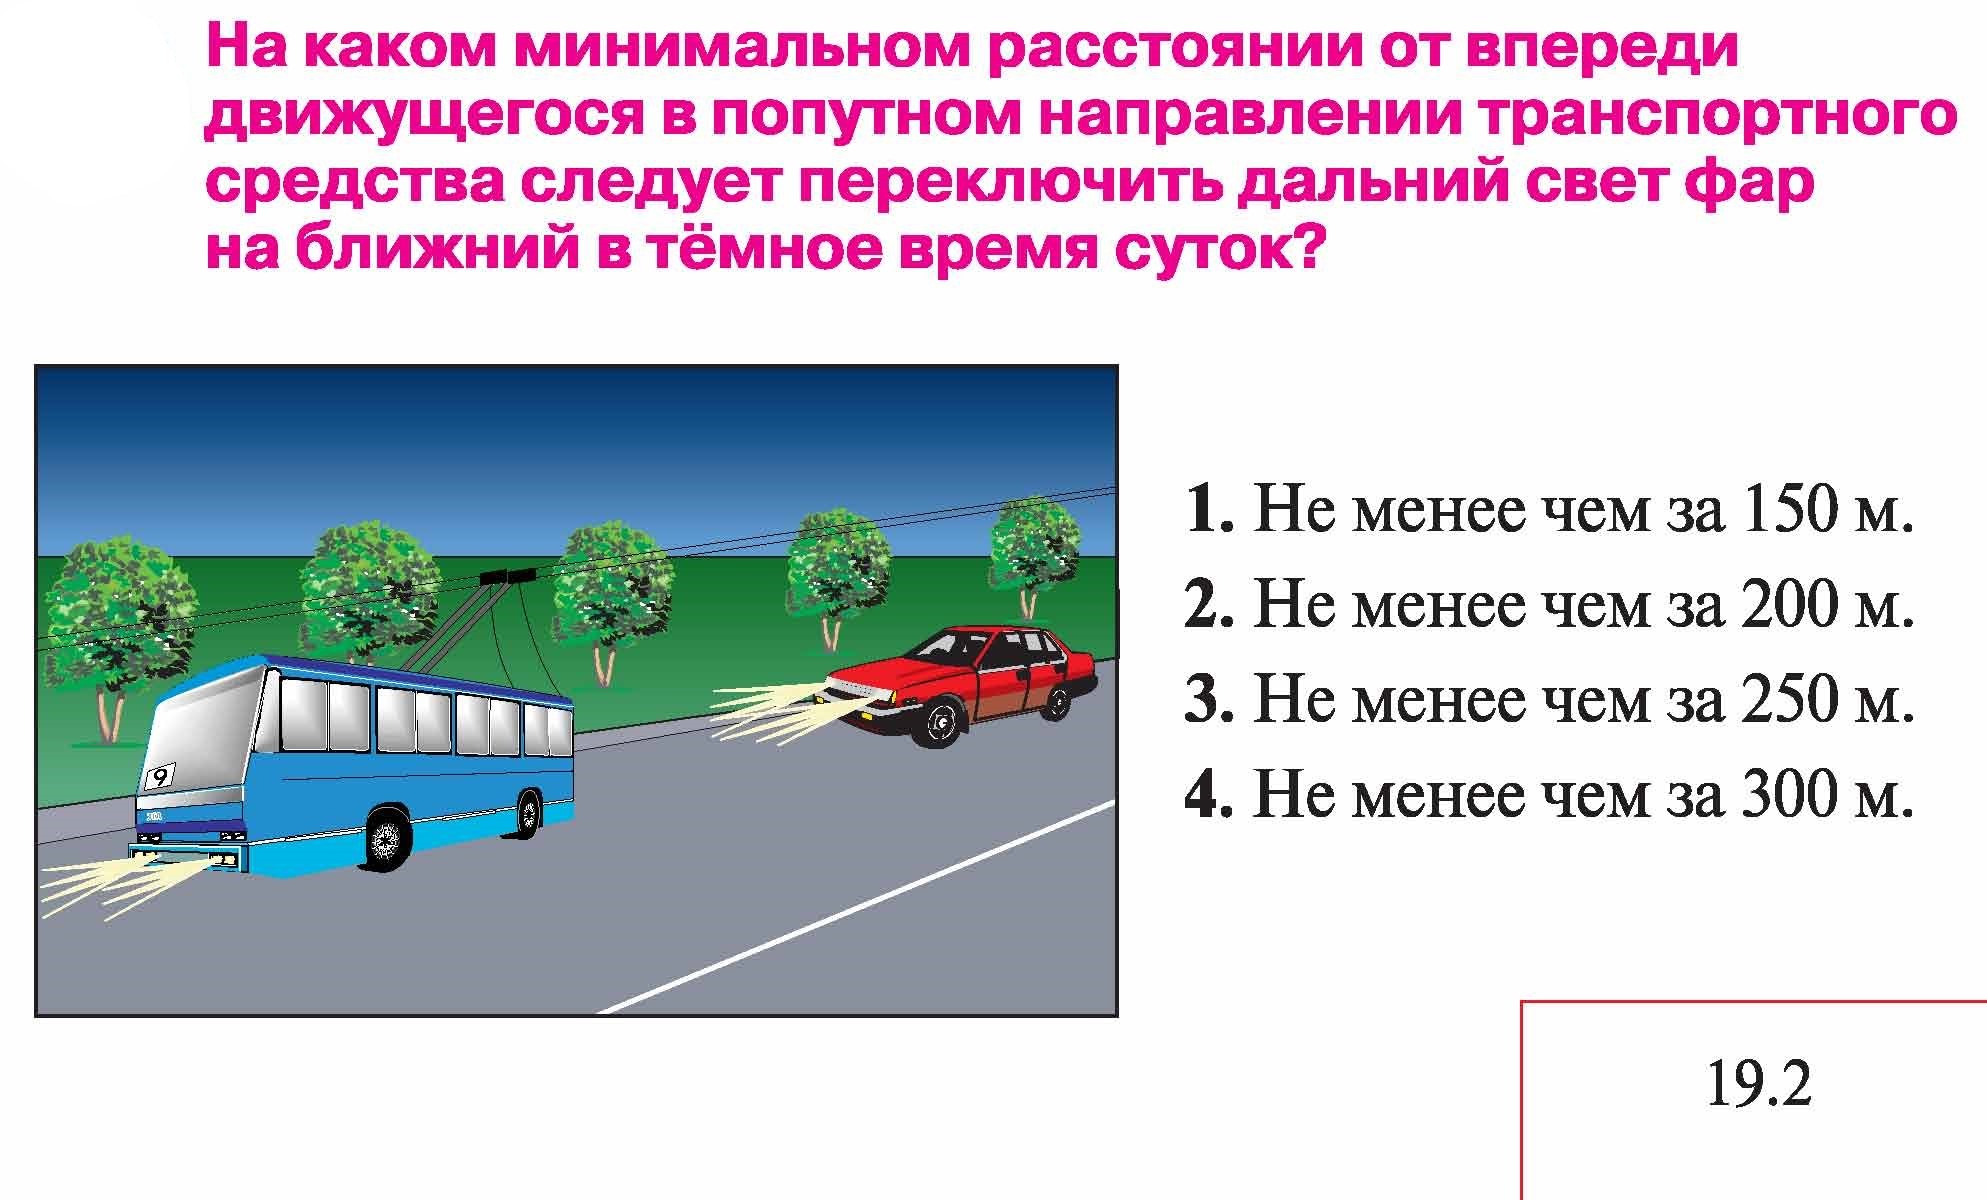 На каком минимальном расстоянии от впереди
движущегося в попутном направлении транспортного
средства следует переключить дальний свет фар
на ближний в тёмное время суток?
9
1. Не менее чем за 150 м.
2. Не менее чем за 200 м.
3. Не менее чем за 250 м.
4. Не менее чем за 300 м.
19.2